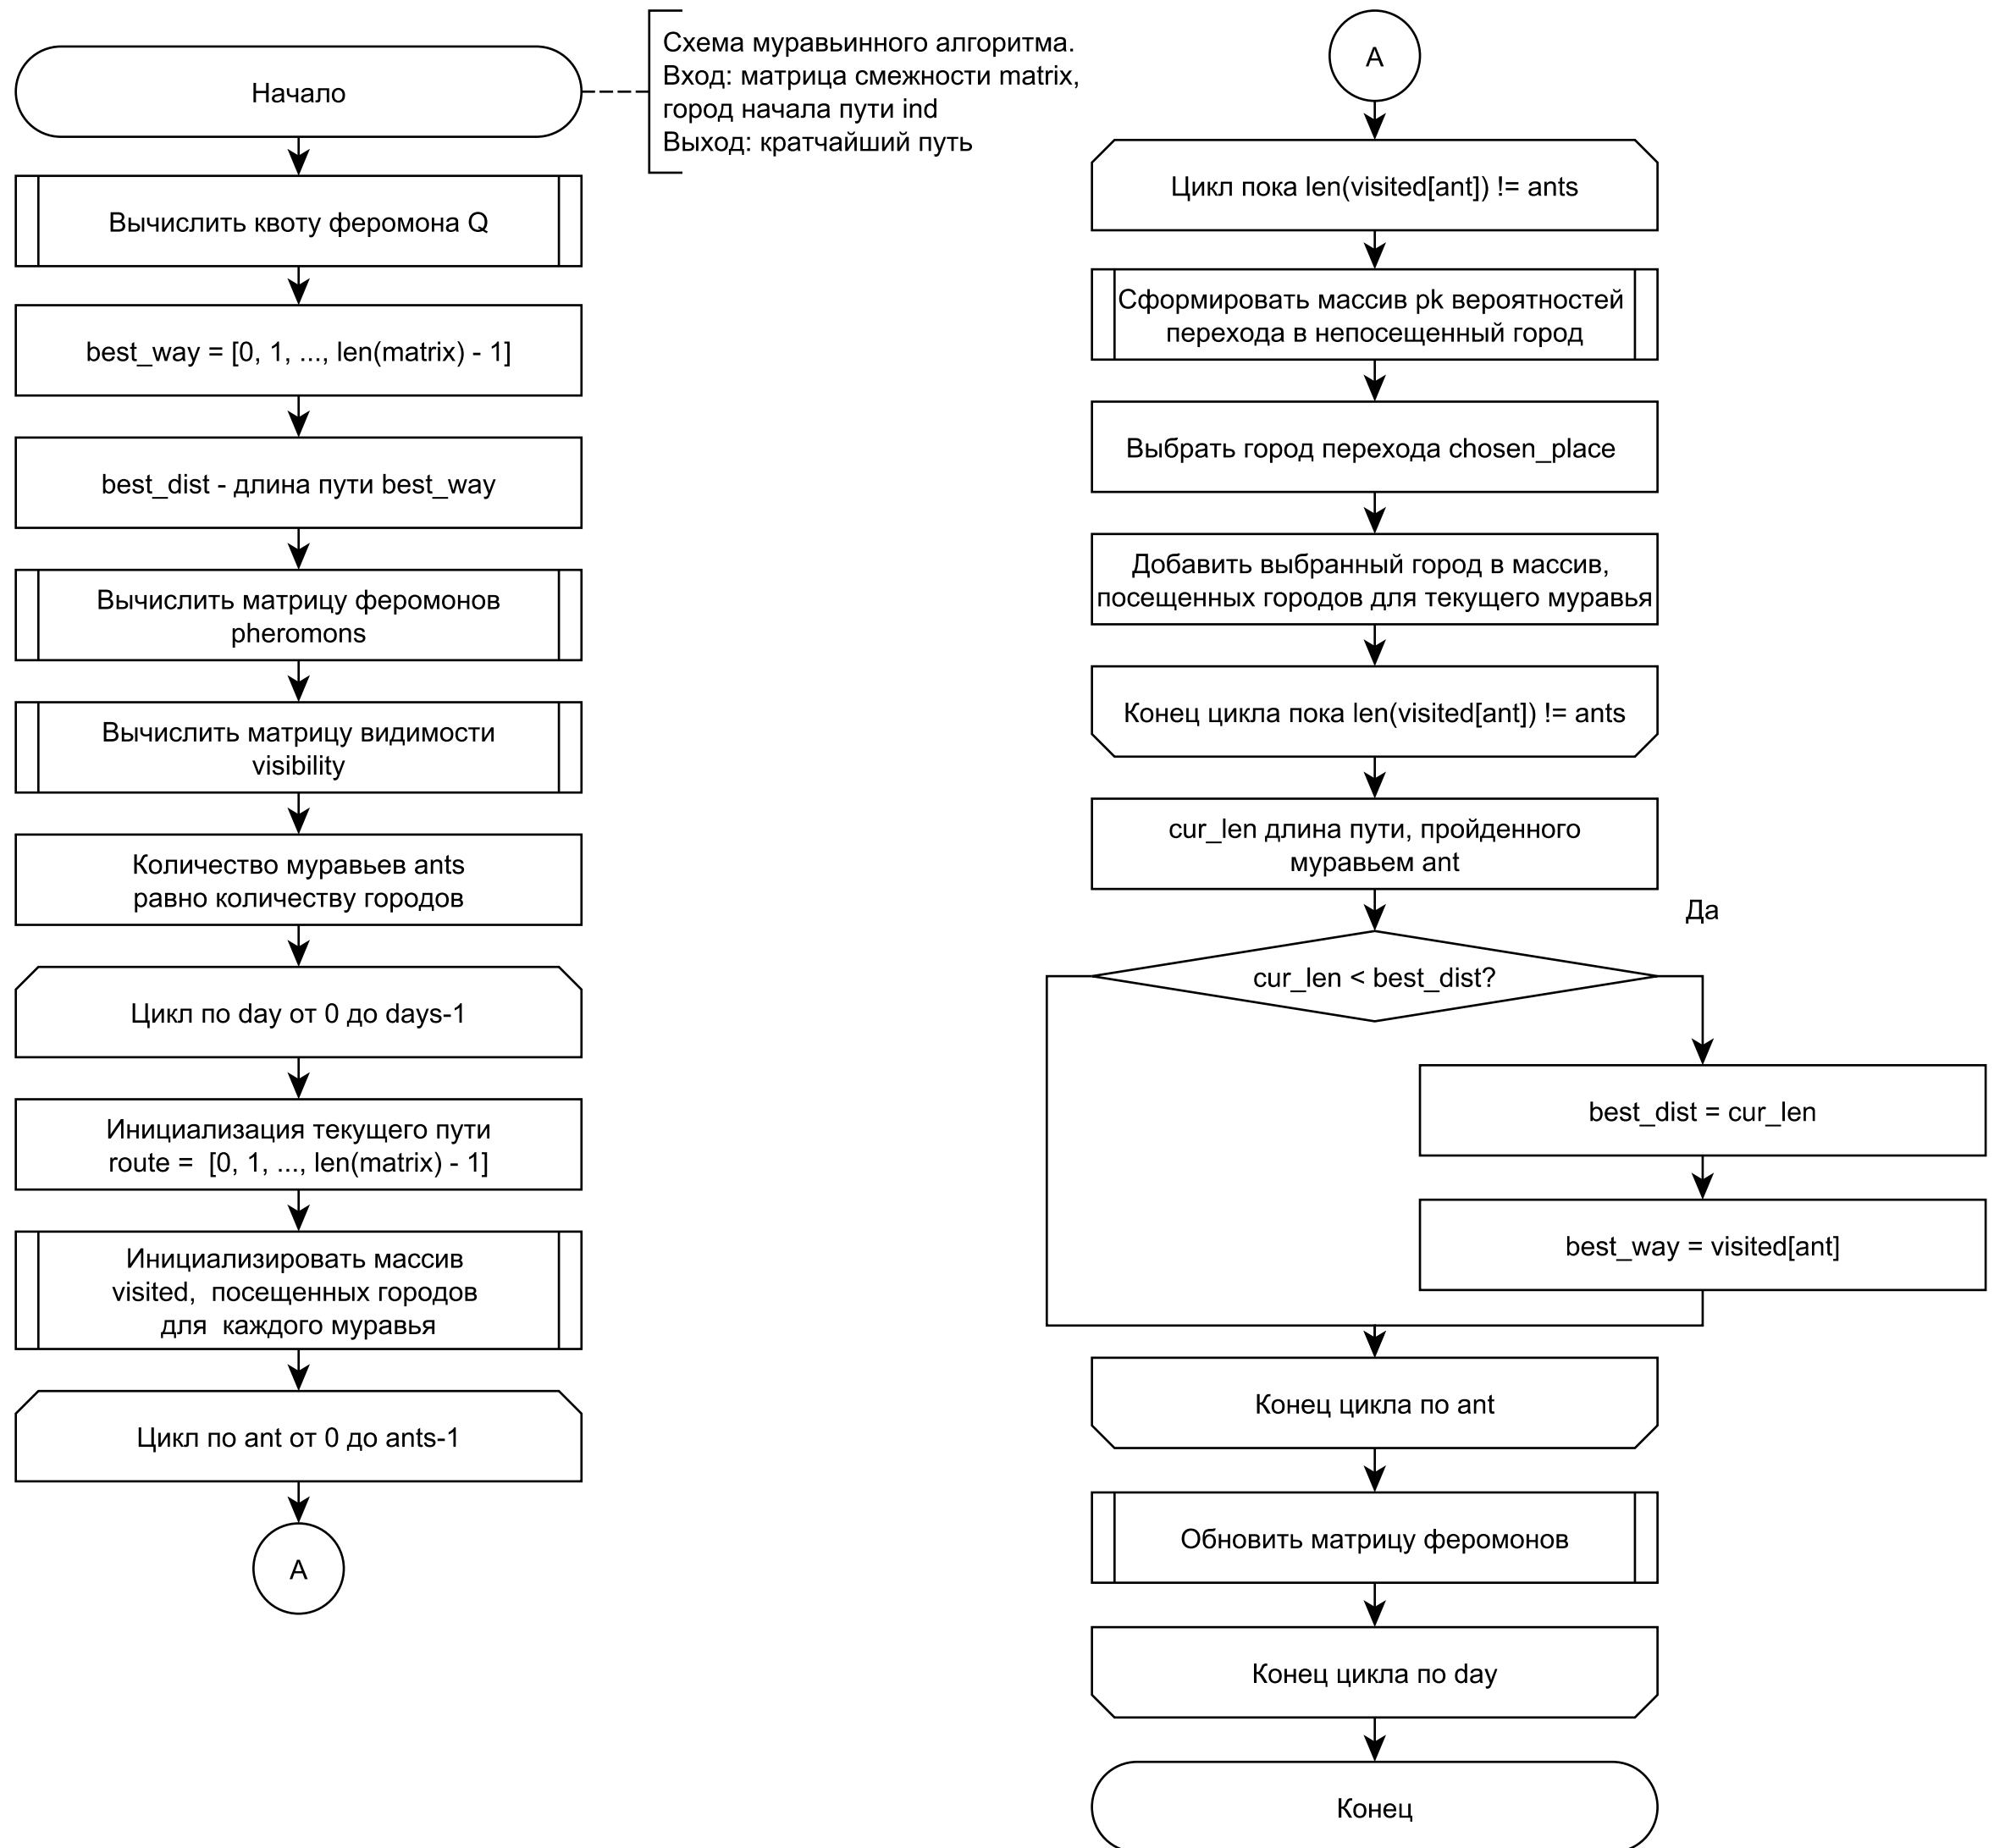 Начало
Схема муравьинного алгоритма.
Вход: матрица смежности matrix,
город начала пути ind
Выход: кратчайший путь
Вычислить квоту феромона Q
best_way = [0, 1, ..., len(matrix) - 1]
best_dist - длина пути best_way
Вычислить матрицу феромонов
pheromons
Вычислить матрицу видимости
visibility
Количество муравьев ants
равно количеству городов
Цикл по day от 0 до days-1
Инициализация текущего пути
route =  [0, 1, ..., len(matrix) - 1]
Инициализировать массив
visited,  посещенных городов
для  каждого муравья
Цикл по ant от 0 до ants-1
A
A
Цикл пока len(visited[ant]) != ants
Сформировать массив pk вероятностей
перехода в непосещенный город
Выбрать город перехода chosen_place
Добавить выбранный город в массив,
посещенных городов для текущего муравья
Конец цикла пока len(visited[ant]) != ants
cur_len длина пути, пройденного
муравьем ant
Да
cur_len < best_dist?
best_dist = cur_len
best_way = visited[ant]
Конец цикла по ant
Обновить матрицу феромонов
Конец цикла по day
Конец